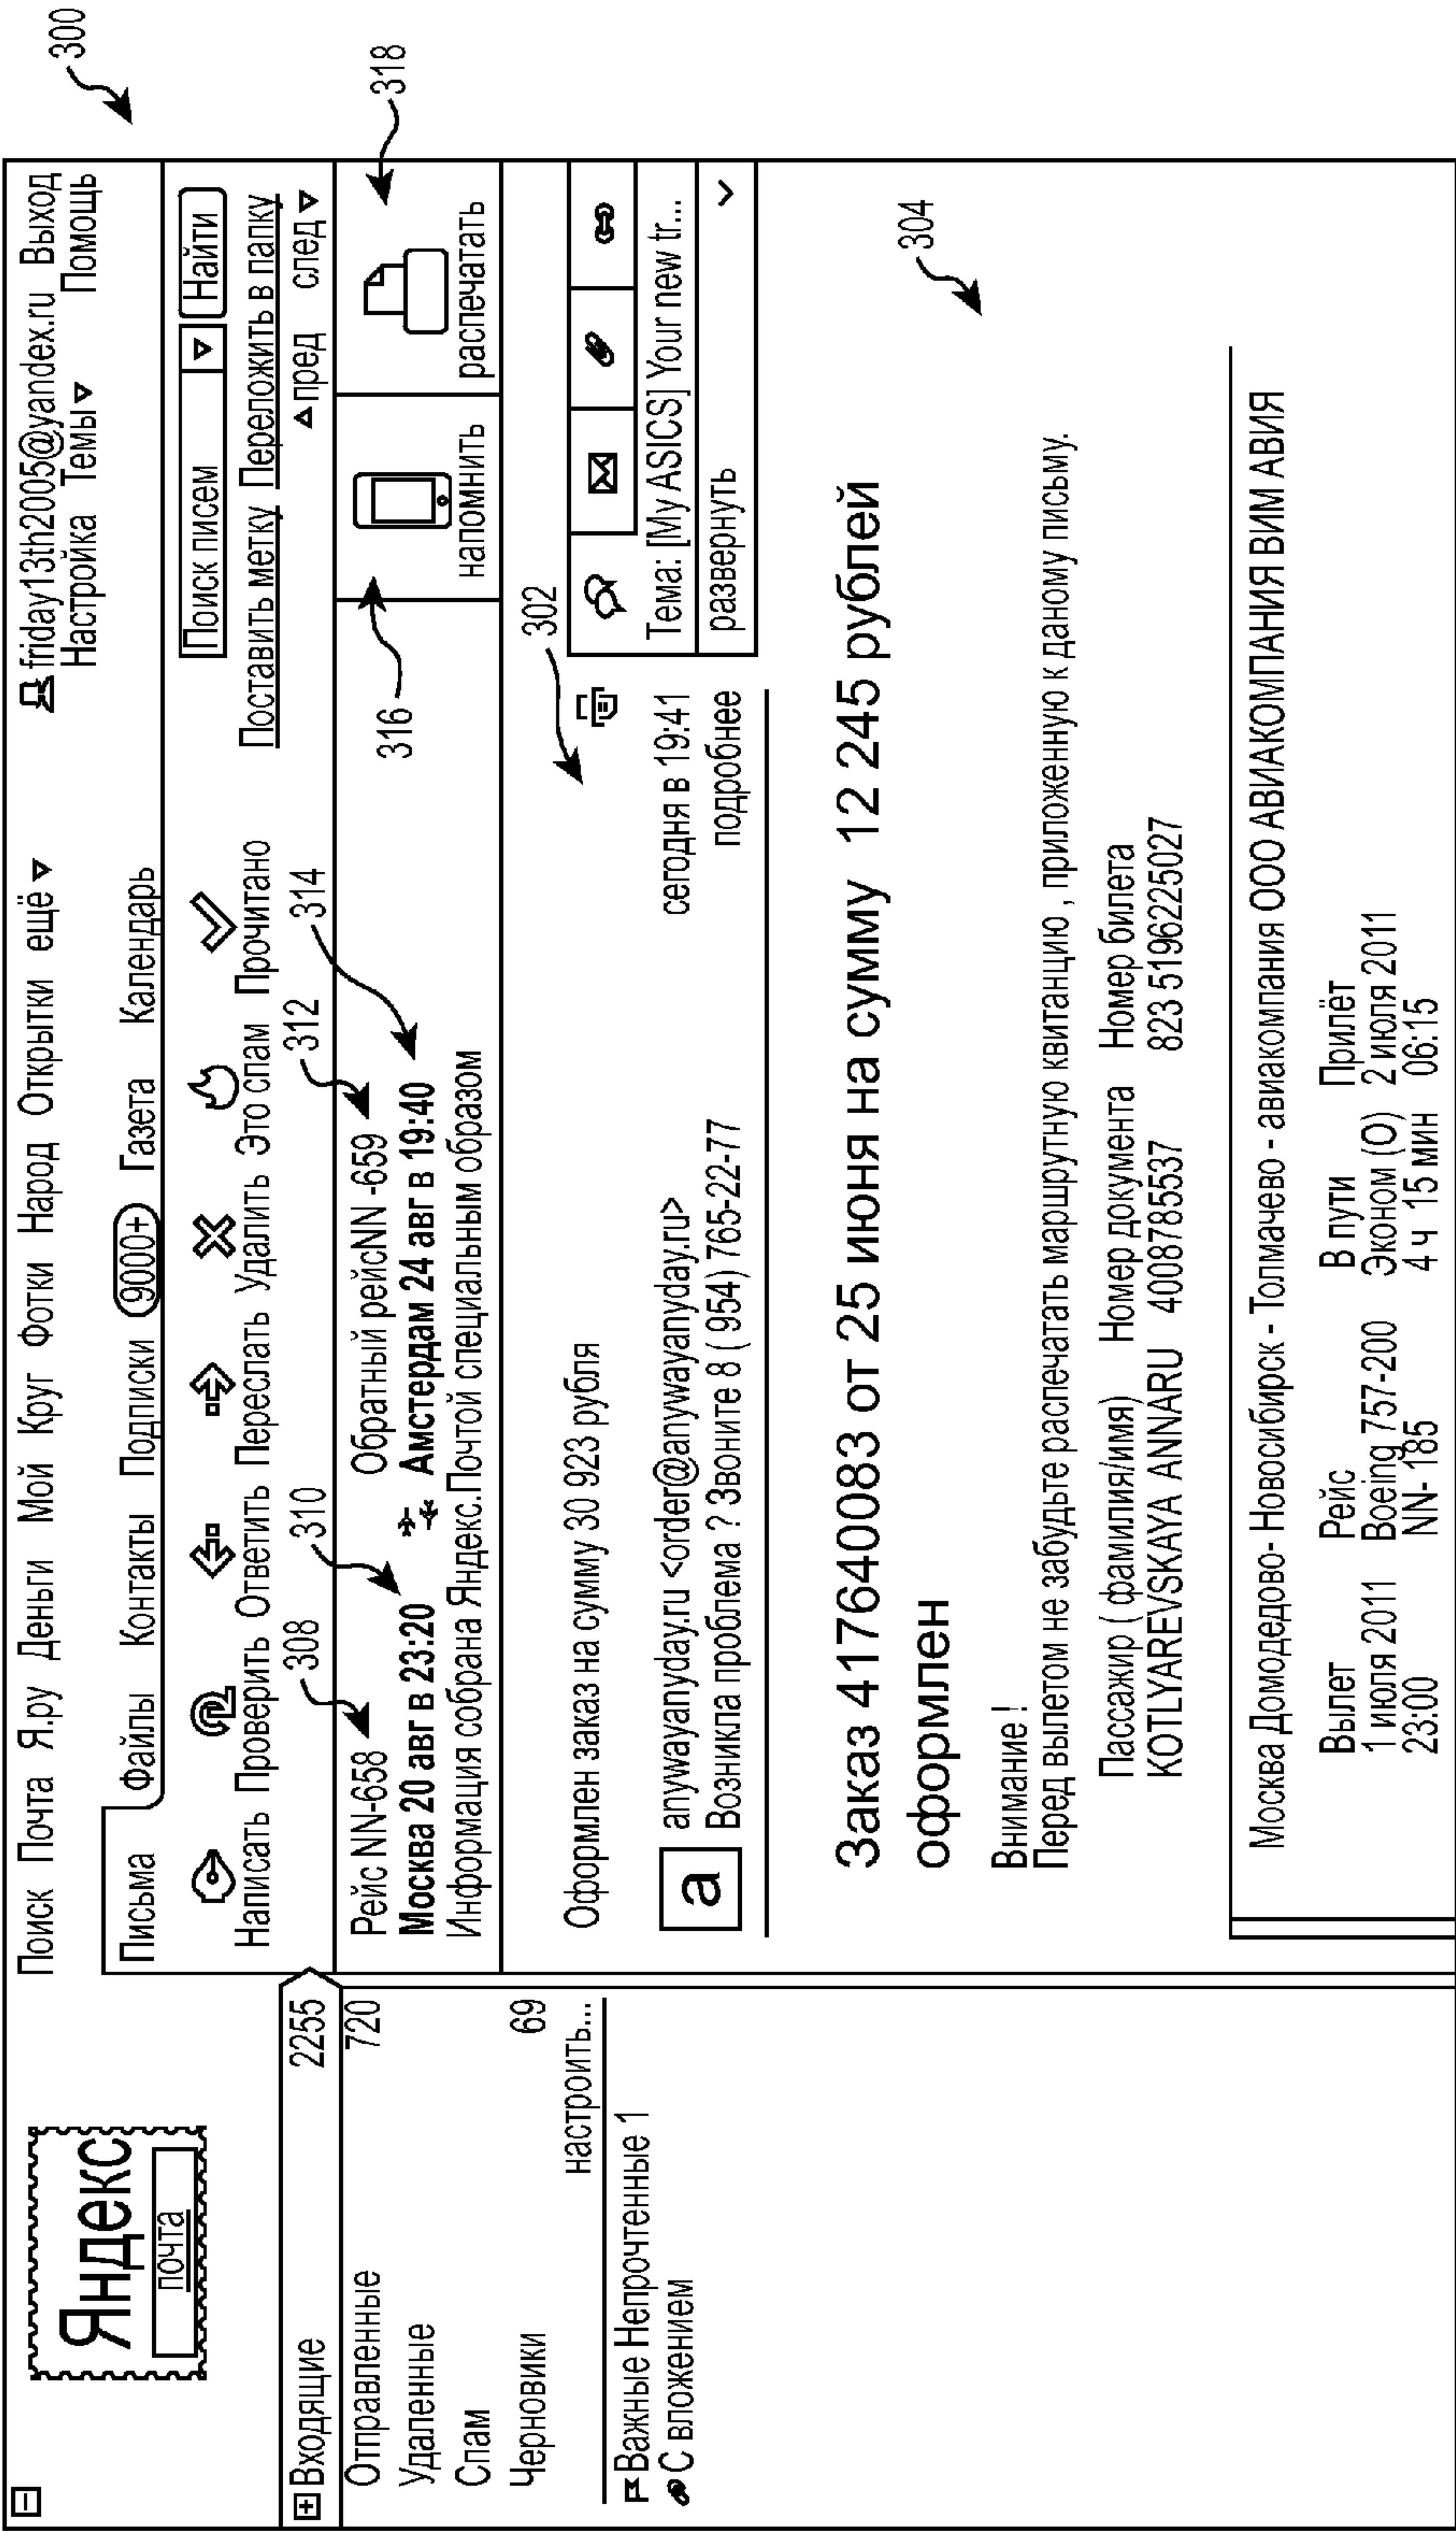 300
Поиск Почта Я.ру Деньги Мой Круг Фотки Народ Открытки ещё
friday13th2005@yandex.ru Выход
Настройка Темы Помощь
Яндекс
почта
Письма Файлы Контакты Подписки 9000+ Газета Календарь
Поиск писем Найти
Написать Проверить Ответить Переслать Удалить Это спам Прочитано
Поставить метку Переложить в папку
пред след
308 310 312 314 316 318
Входящие 2255
Отправленные 720
Удаленные
Спам
Черновики 69
настроить...
Важные Непрочтенные 1
С вложением
Рейс NN-658 Обратный рейсNN -659
Москва 20 авг в 23:20 Амстердам 24 авг в 19:40
Информация собрана Яндекс.Почтой специальным образом
напомнить распечатать
302
Оформлен заказ на сумму 30 923 рубля
a
anywayanyday.ru <order@anywayanyday.ru> сегодня в 19:41
Возникла проблема ? Звоните 8 ( 954) 765-22-77 подробнее
Тема: [My ASICS] Your new tr...
развернуть
304
Заказ 417640083 от 25 июня на сумму 12 245 рублей
оформлен
Внимание !
Перед вылетом не забудьте распечатать маршрутную квитанцию , приложенную к даному письму.
Пассажир ( фамилия/имя) Номер документа Номер билета
KOTLYAREVSKAYA ANNARU 4008785537 823 5196225027
Москва Домодедово- Новосибирск - Толмачево - авиакомпания ООО АВИАКОМПАНИЯ ВИМ АВИЯ
Вылет Рейс В пути Прилёт
1 июля 2011 Boeing 757-200 Эконом (О) 2 июля 2011
23:00 NN- 185 4 ч 15 мин 06:15